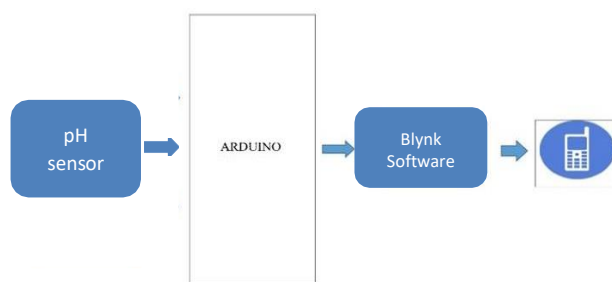 pH
sensor
ARDUINO
Blynk
Software